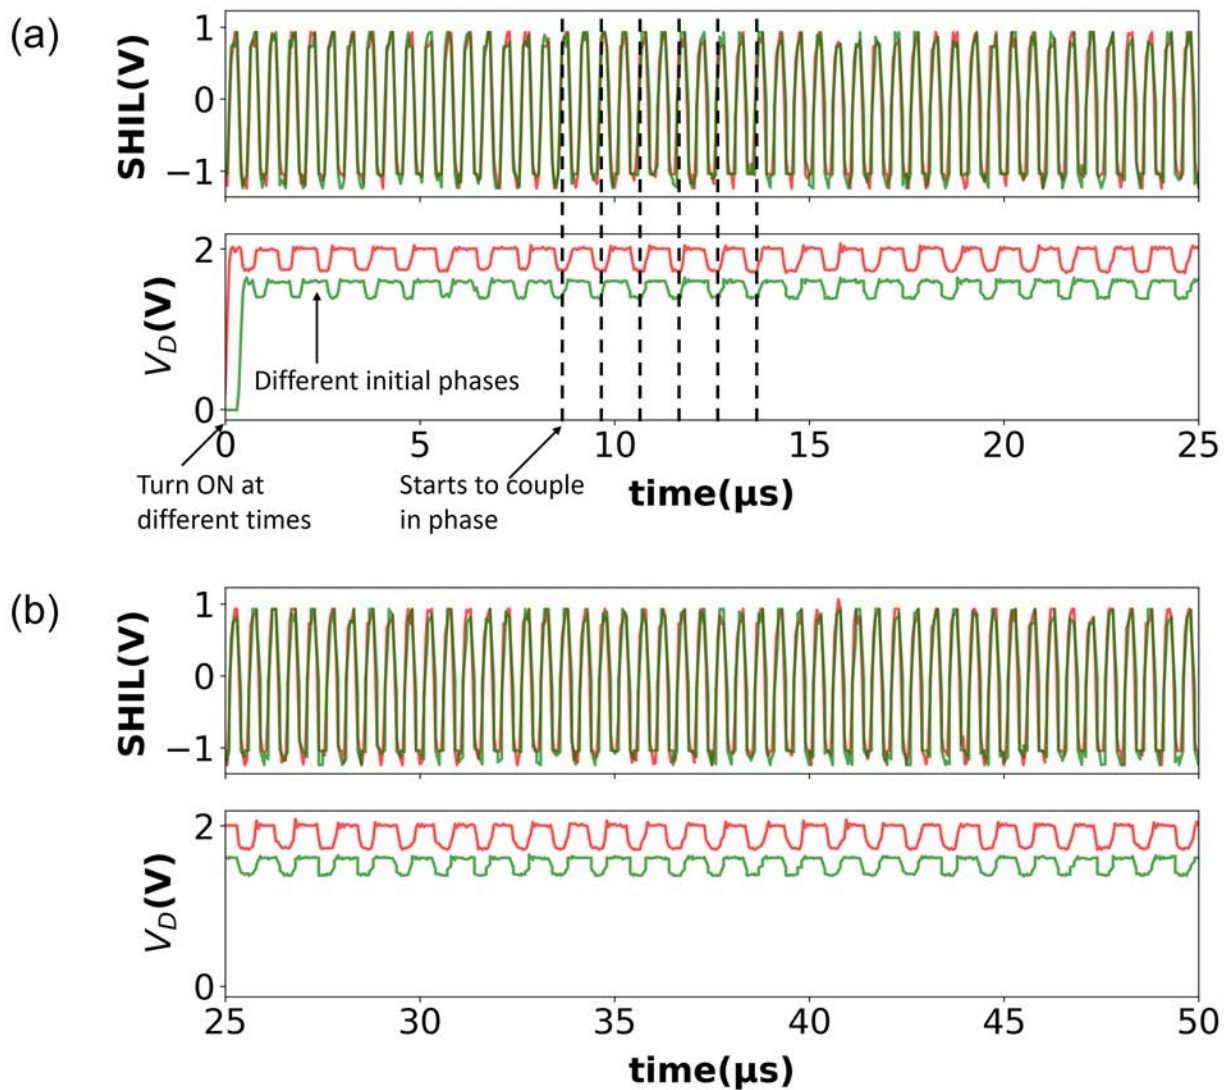 (a)
SHIL(V)
1
0
−1
V_D(V)
2
0
Different initial phases
0 5 10 15 20 25
Turn ON at
different times
Starts to couple
in phase
time(μs)
(b)
SHIL(V)
1
0
−1
V_D(V)
2
0
25 30 35 40 45 50
time(μs)